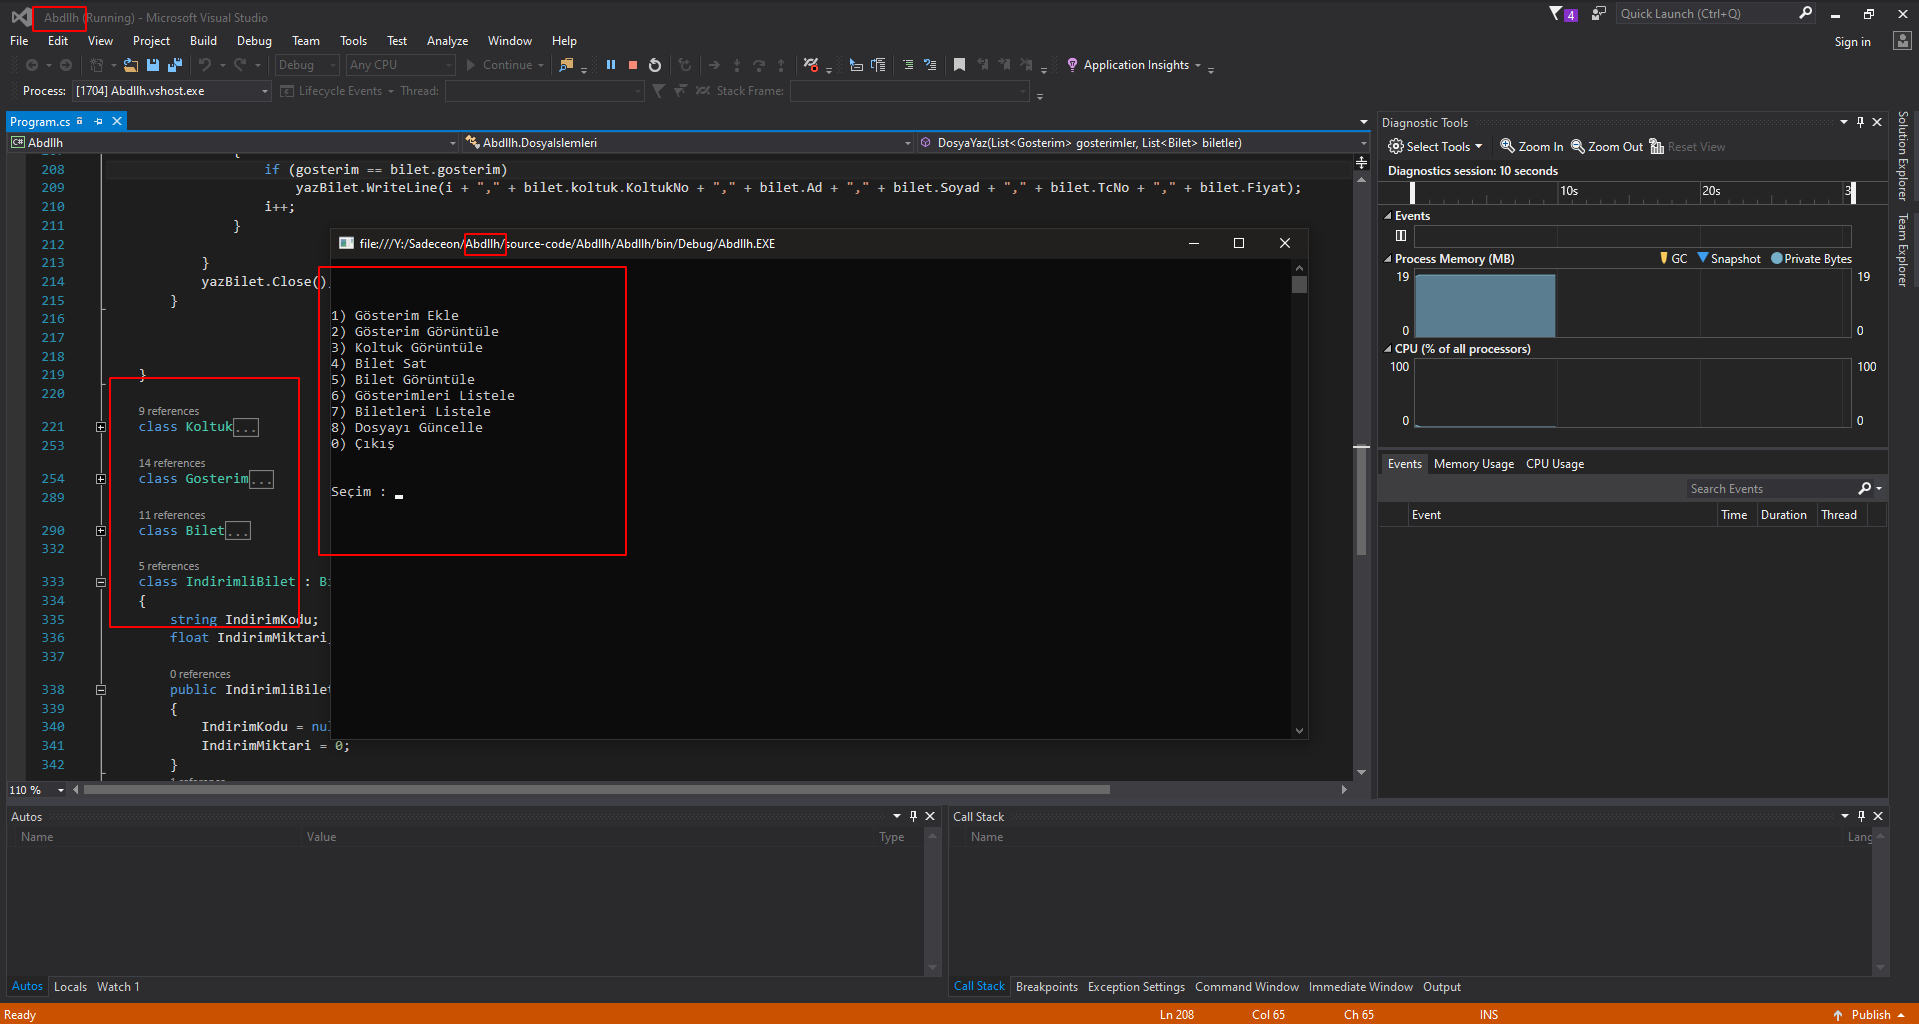 Abdllh (Running) - Microsoft Visual Studio
4
Quick Launch (Ctrl+Q)
File Edit View Project Build Debug Team Tools Test Analyze Window Help
Sign in
Debug Any CPU Continue Application Insights
Process: [1704] Abdllh.vshost.exe Lifecycle Events Thread: Stack Frame:
Program.cs
Abdllh Abdllh.DosyaIslemleri DosyaYaz(List<Gosterim> gosterimler, List<Bilet> biletler)
{
208 if (gosterim == bilet.gosterim)
209 yazBilet.WriteLine(i + "," + bilet.koltuk.KoltukNo + "," + bilet.Ad + "," + bilet.Soyad + "," + bilet.TcNo + "," + bilet.Fiyat);
210 i++;
211 }
212
213 }
214 yazBilet.Close()
215 }
216
217
218
219 }
220
9 references
221 class Koltuk...
253
14 references
254 class Gosterim...
289
11 references
290 class Bilet...
332
5 references
333 class IndirimliBilet : Bi
334 {
335 string IndirimKodu;
336 float IndirimMiktari
337
0 references
338 public IndirimliBilet
339 {
340 IndirimKodu = nul
341 IndirimMiktari = 0;
342 }
110 %
file:///Y:/Sadeceon/Abdllh/source-code/Abdllh/Abdllh/bin/Debug/Abdllh.EXE
1) Gösterim Ekle
2) Gösterim Görüntüle
3) Koltuk Görüntüle
4) Bilet Sat
5) Bilet Görüntüle
6) Gösterimleri Listele
7) Biletleri Listele
8) Dosyayı Güncelle
0) Çıkış
Seçim :
Diagnostic Tools
Select Tools Zoom In Zoom Out Reset View
Diagnostics session: 10 seconds
10s 20s 3
Events
Process Memory (MB) GC Snapshot Private Bytes
19 19
0 0
CPU (% of all processors)
100 100
0 0
Events Memory Usage CPU Usage
Search Events
Event Time Duration Thread
Solution Explorer
Team Explorer
Autos
Name Value Type
Autos Locals Watch 1
Call Stack
Name Lang
Call Stack Breakpoints Exception Settings Command Window Immediate Window Output
Ready Ln 208 Col 65 Ch 65 INS Publish